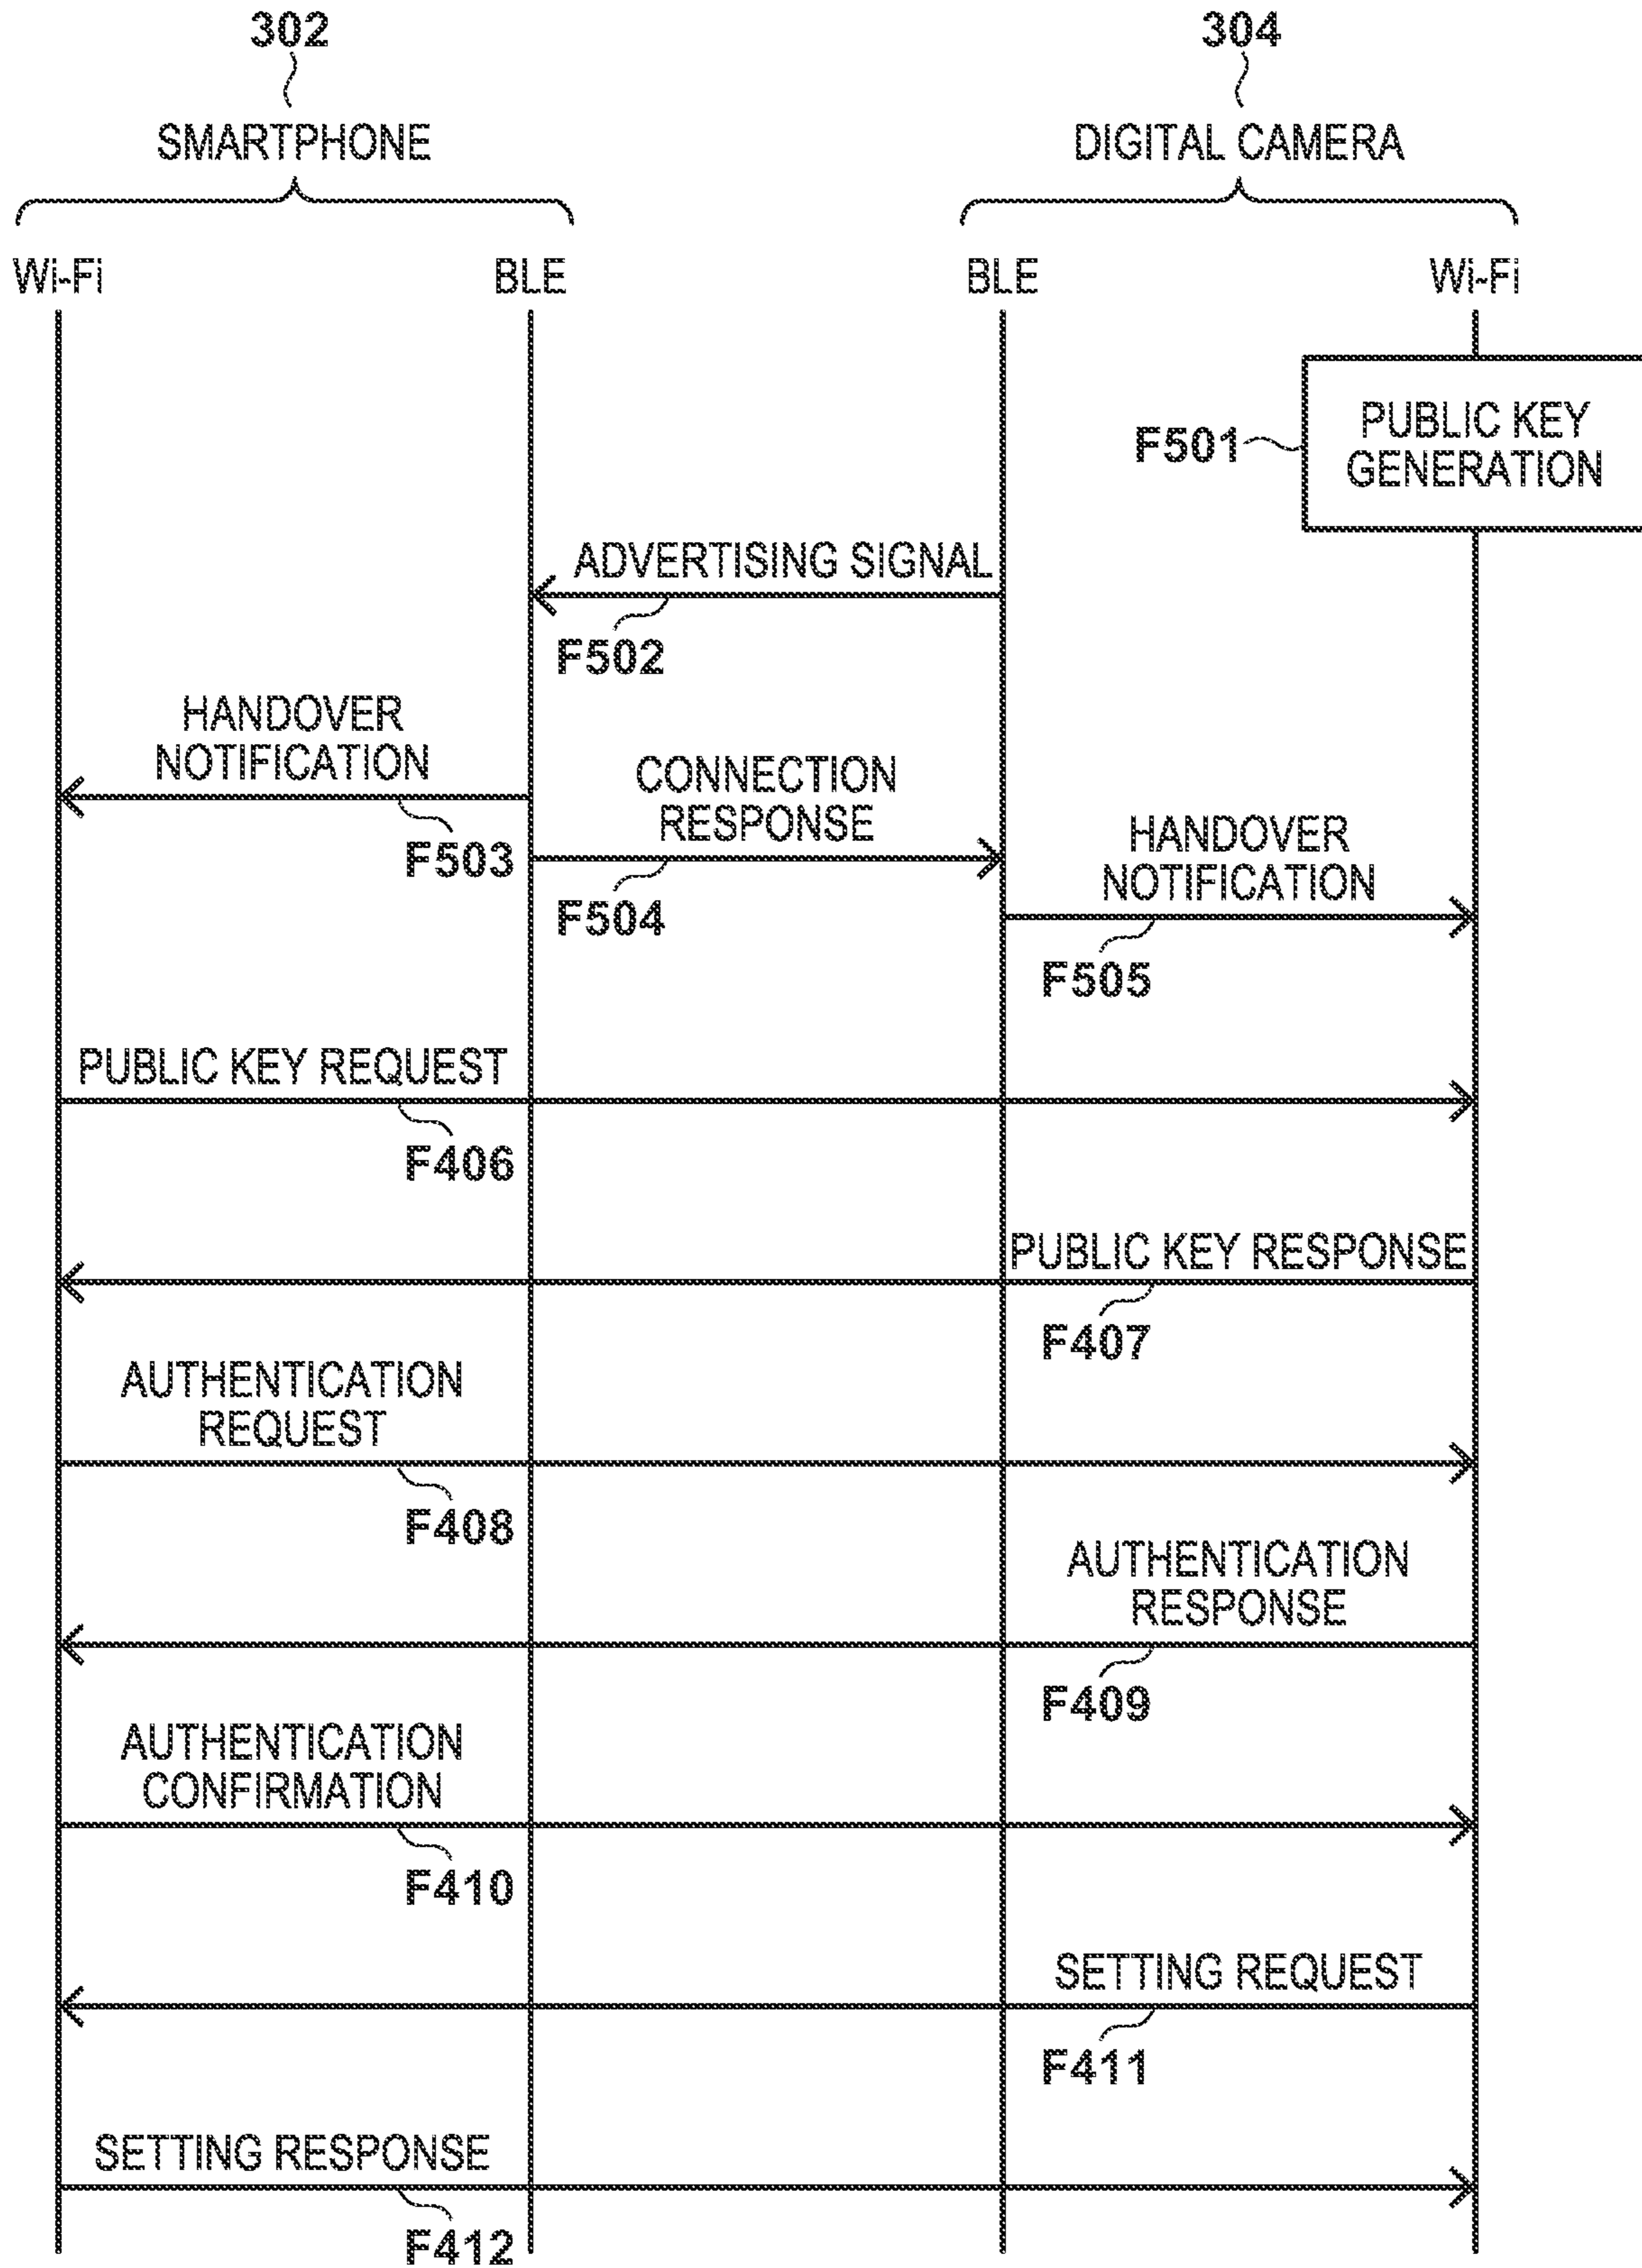 302
304
SMARTPHONE
DIGITAL CAMERA
Wi-Fi
BLE
BLE
Wi-Fi
PUBLIC KEY
GENERATION
F501
ADVERTISING SIGNAL
F502
HANDOVER
NOTIFICATION
F503
CONNECTION
RESPONSE
F504
HANDOVER
NOTIFICATION
F505
PUBLIC KEY REQUEST
F406
PUBLIC KEY RESPONSE
F407
AUTHENTICATION
REQUEST
F408
AUTHENTICATION
RESPONSE
F409
AUTHENTICATION
CONFIRMATION
F410
SETTING REQUEST
F411
SETTING RESPONSE
F412